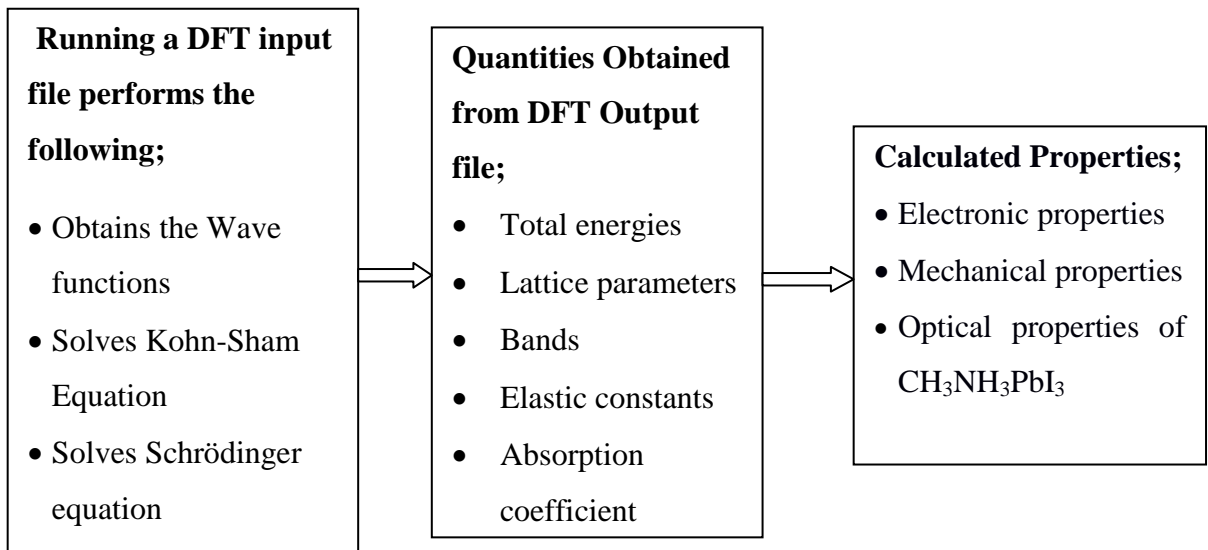 Running a DFT input
file performs the
following;
• Obtains the Wave
functions
• Solves Kohn-Sham
Equation
• Solves Schrödinger
equation
Quantities Obtained
from DFT Output
file;
• Total energies
• Lattice parameters
• Bands
• Elastic constants
• Absorption
coefficient
Calculated Properties;
• Electronic properties
• Mechanical properties
• Optical properties of
CH₃NH₃PbI₃